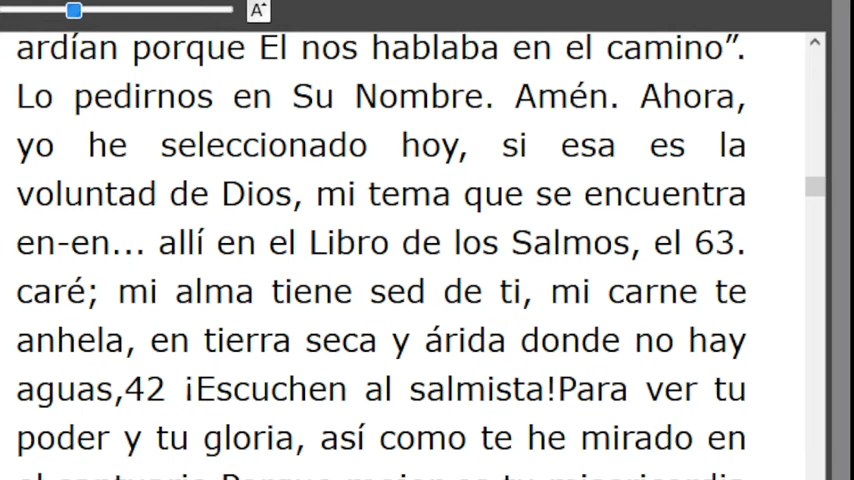 A
ardían porque El nos hablaba en el camino”.
Lo pedirnos en Su Nombre. Amén. Ahora,
yo he seleccionado hoy, si esa es la
voluntad de Dios, mi tema que se encuentra
en-en… allí en el Libro de los Salmos, el 63.
caré; mi alma tiene sed de ti, mi carne te
anhela, en tierra seca y árida donde no hay
aguas,42 ¡Escuchen al salmista!Para ver tu
poder y tu gloria, así como te he mirado en